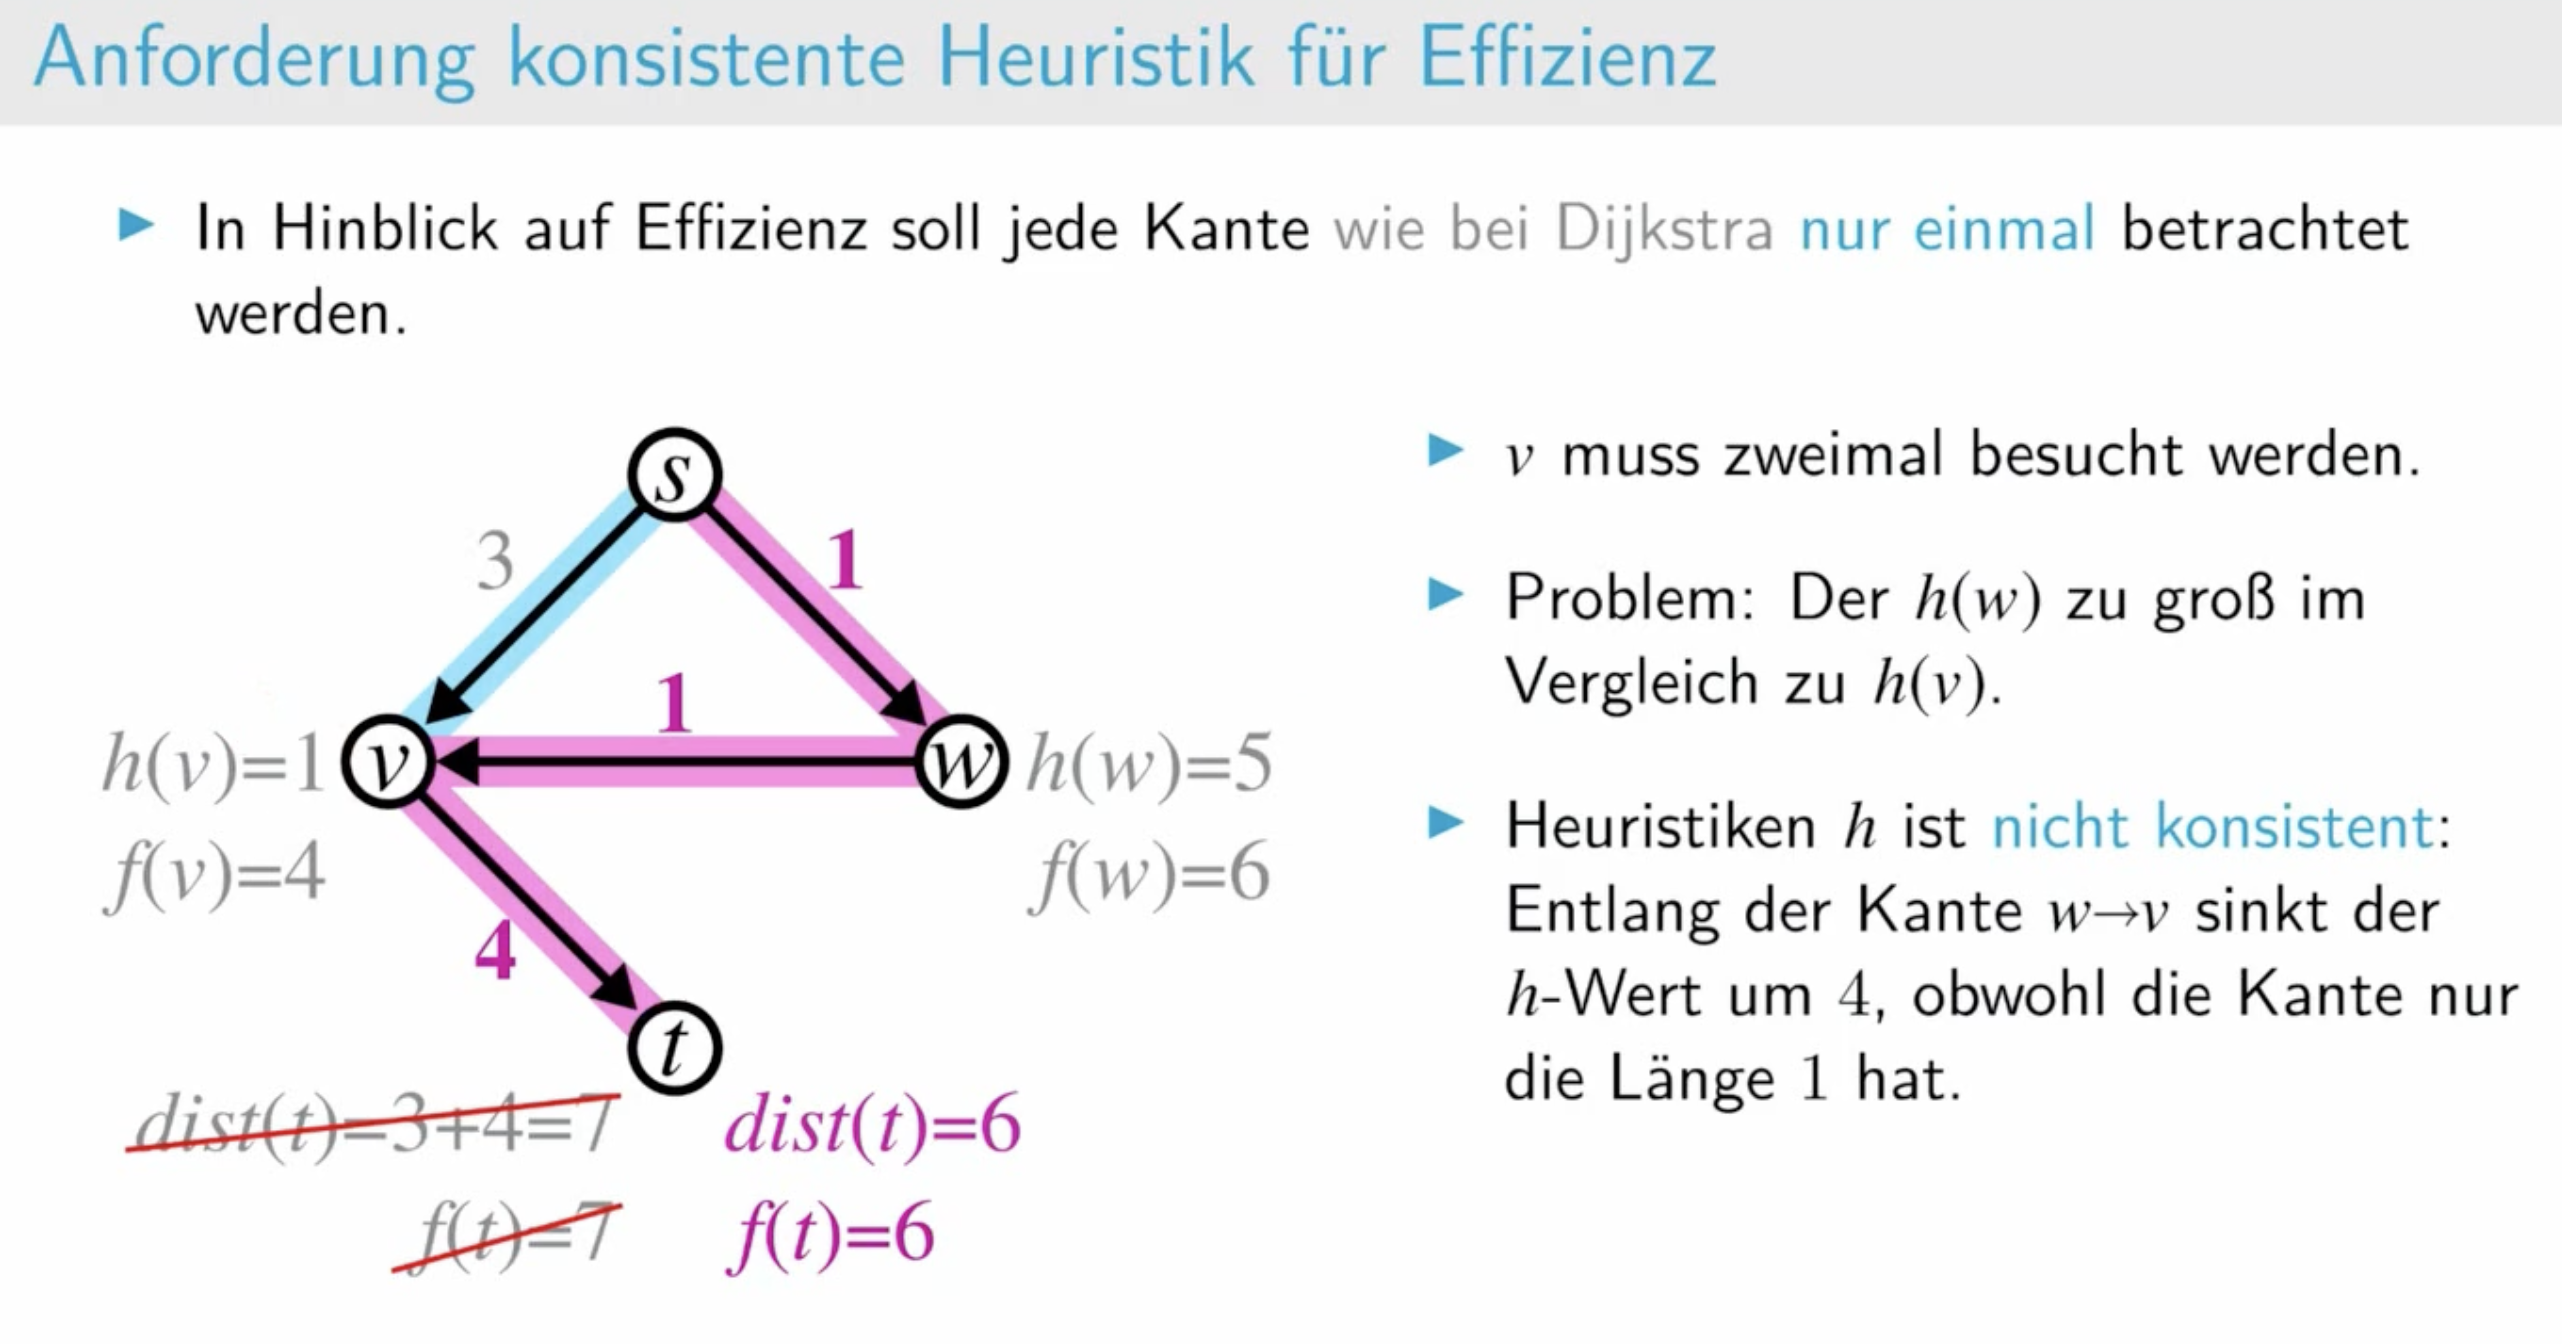 Anforderung konsistente Heuristik für Effizienz
▶ In Hinblick auf Effizienz soll jede Kante wie bei Dijkstra nur einmal betrachtet
werden.
s
3
1
1
h(v)=1
v
w
h(w)=5
f(v)=4
f(w)=6
4
t
dist(t)=3+4=7
dist(t)=6
f(t)=7
f(t)=6
▶ v muss zweimal besucht werden.
▶ Problem: Der h(w) zu groß im
Vergleich zu h(v).
▶ Heuristiken h ist nicht konsistent:
Entlang der Kante w→v sinkt der
h-Wert um 4, obwohl die Kante nur
die Länge 1 hat.